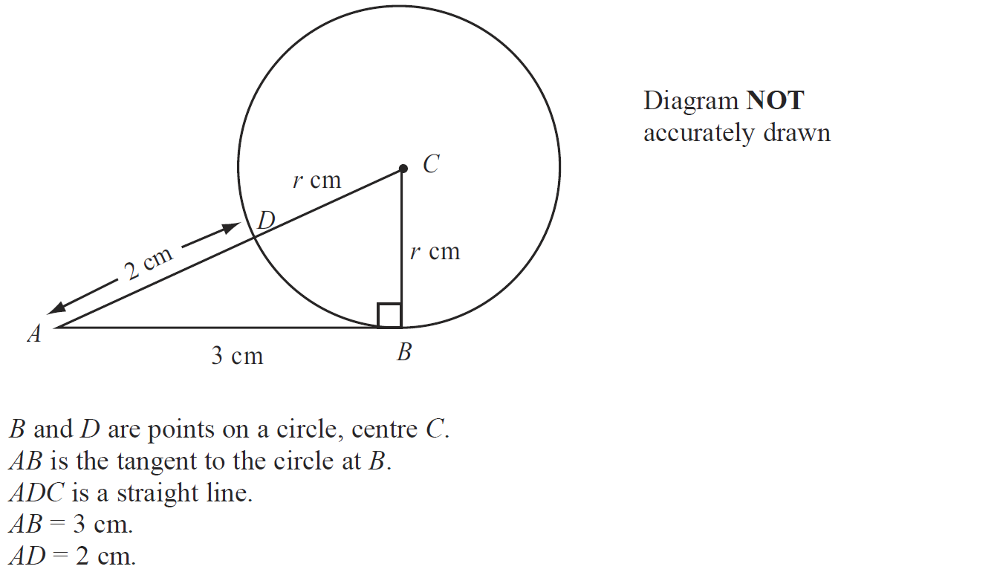 Diagram NOT
accurately drawn
C
r cm
D
r cm
2 cm
A
3 cm
B
B and D are points on a circle, centre C.
AB is the tangent to the circle at B.
ADC is a straight line.
AB = 3 cm.
AD = 2 cm.